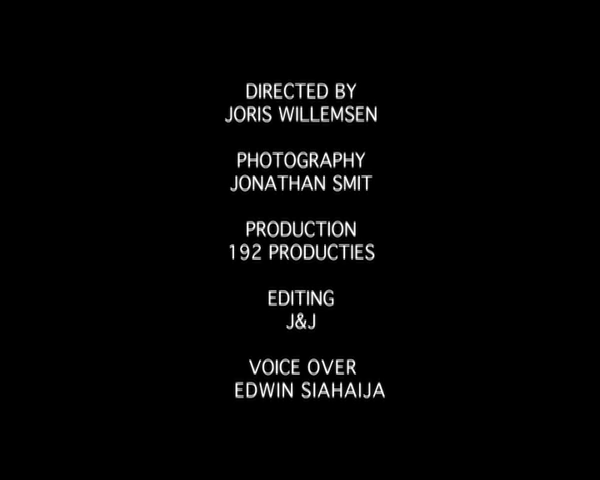 DIRECTED BY
JORIS WILLEMSEN
PHOTOGRAPHY
JONATHAN SMIT
PRODUCTION
192 PRODUCTIES
EDITING
J&J
VOICE OVER
EDWIN SIAHAIJA